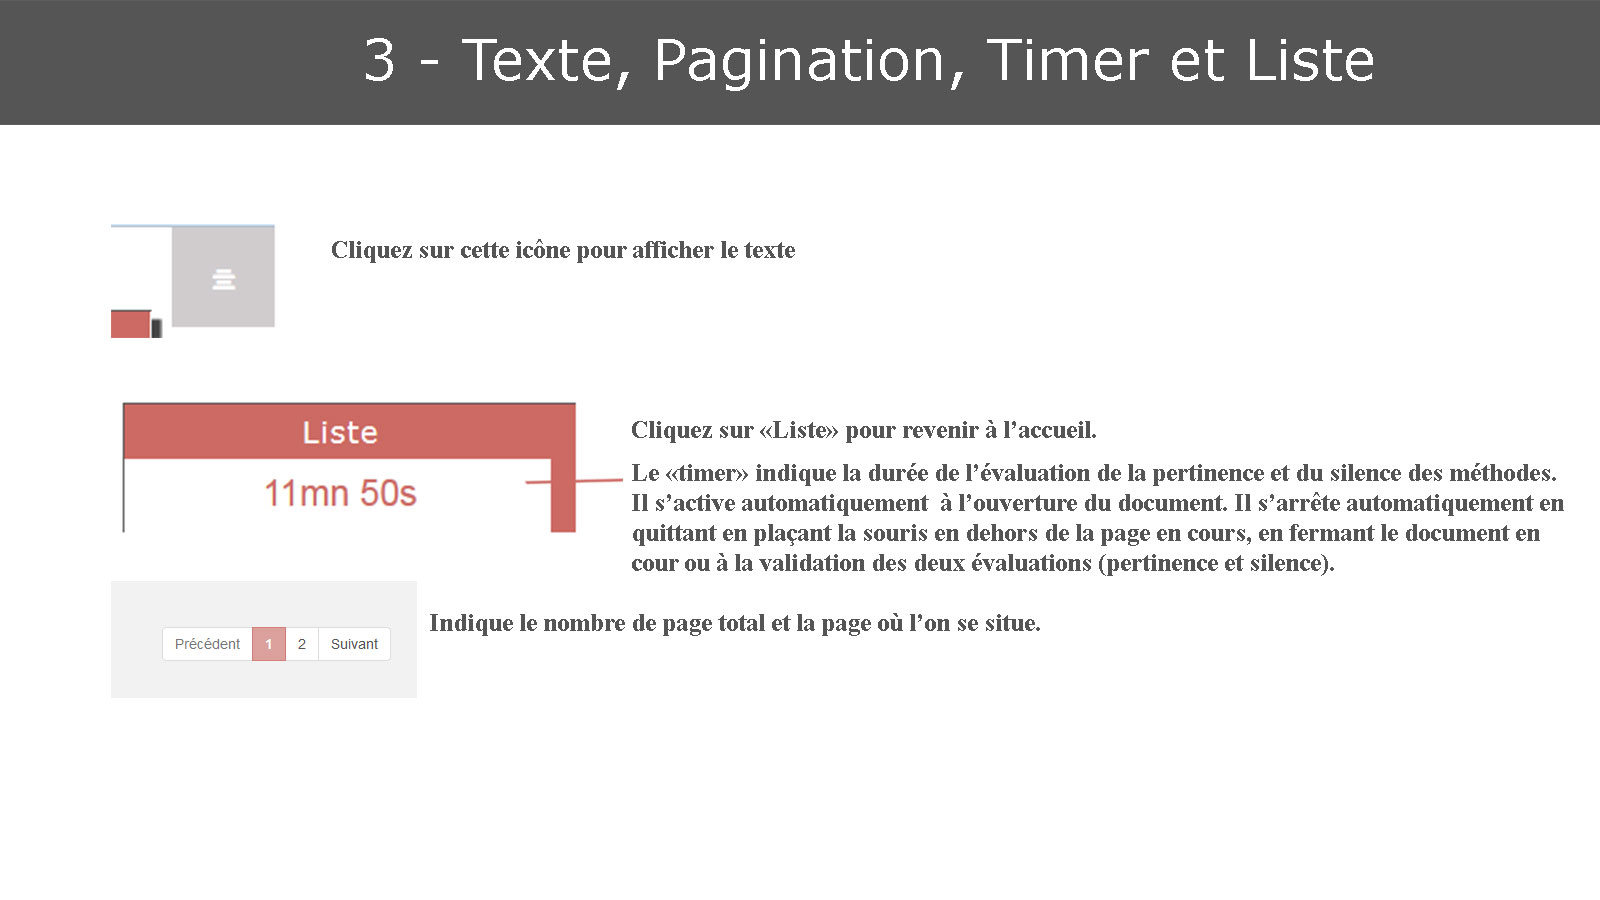 3 - Texte, Pagination, Timer et Liste
Cliquez sur cette icône pour afficher le texte
Liste
11mn 50s
Cliquez sur «Liste» pour revenir à l’accueil.
Le «timer» indique la durée de l’évaluation de la pertinence et du silence des méthodes.
Il s’active automatiquement  à l’ouverture du document. Il s’arrête automatiquement en
quittant en plaçant la souris en dehors de la page en cours, en fermant le document en
cour ou à la validation des deux évaluations (pertinence et silence).
Précédent 1 2 Suivant
Indique le nombre de page total et la page où l’on se situe.